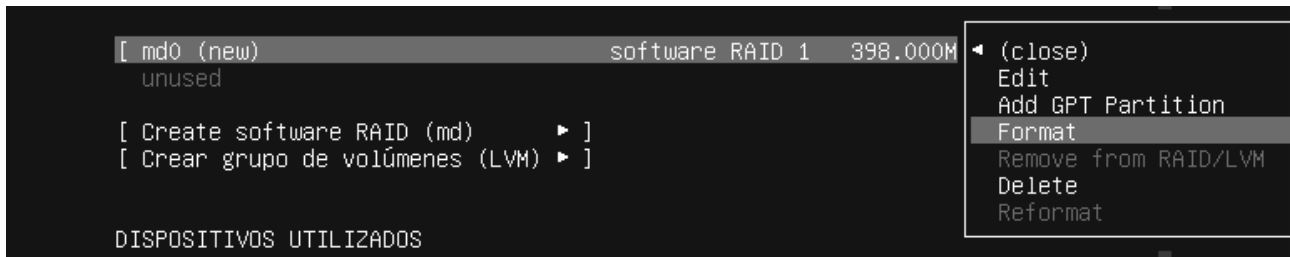 [ md0 (new) software RAID 1 398.000M ◄ (close)
unused Edit
Add GPT Partition
[ Create software RAID (md) ► ] Format
[ Crear grupo de volúmenes (LVM) ► ] Remove from RAID/LVM
Delete
Reformat
DISPOSITIVOS UTILIZADOS